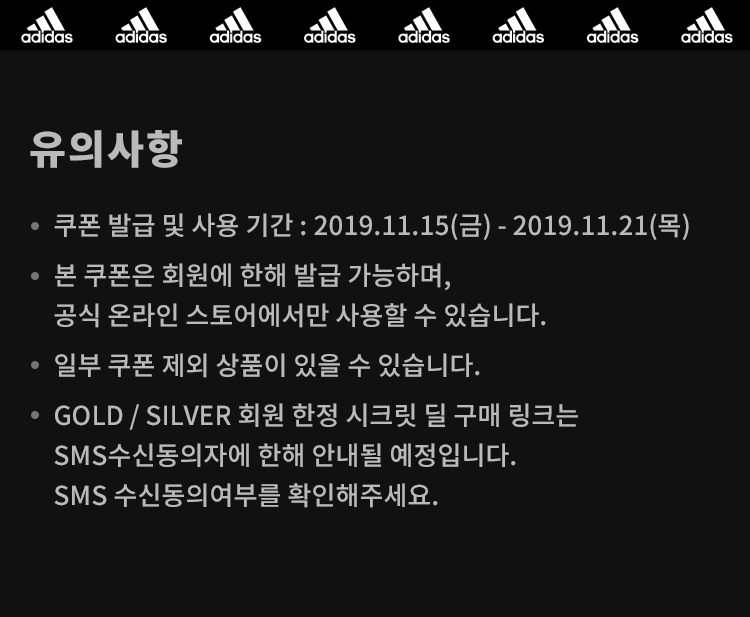 adidas adidas adidas adidas adidas adidas adidas adidas
유의사항
• 쿠폰 발급 및 사용 기간 : 2019.11.15(금) - 2019.11.21(목)
• 본 쿠폰은 회원에 한해 발급 가능하며,
공식 온라인 스토어에서만 사용할 수 있습니다.
• 일부 쿠폰 제외 상품이 있을 수 있습니다.
• GOLD / SILVER 회원 한정 시크릿 딜 구매 링크는
SMS수신동의자에 한해 안내될 예정입니다.
SMS 수신동의여부를 확인해주세요.